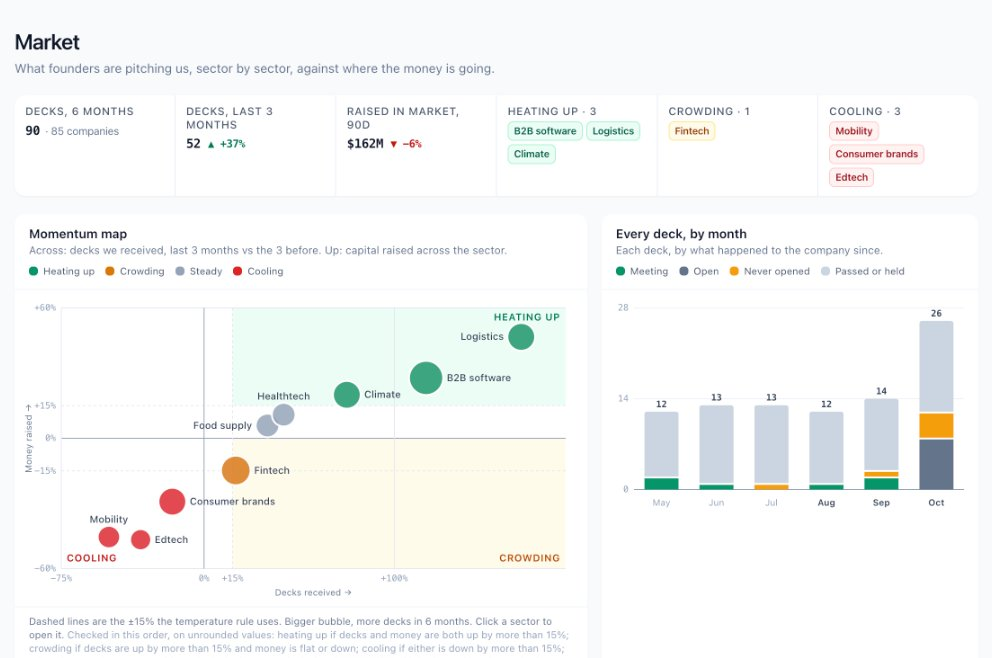 Market
What founders are pitching us, sector by sector, against where the money is going.
DECKS, 6 MONTHS
90 · 85 companies
DECKS, LAST 3
MONTHS
52 ▲ +37%
RAISED IN MARKET,
90D
$162M ▼ −6%
HEATING UP · 3
B2B software Logistics
Climate
CROWDING · 1
Fintech
COOLING · 3
Mobility
Consumer brands
Edtech
Momentum map
Across: decks we received, last 3 months vs the 3 before. Up: capital raised across the sector.
Heating up Crowding Steady Cooling
+60%
HEATING UP
Logistics
B2B software
Climate
Healthtech
+15%
Food supply
0%
Money raised →
−15%
Fintech
Consumer brands
Mobility
Edtech
COOLING
CROWDING
−60%
−75% 0% +15% +100%
Decks received →
Dashed lines are the ±15% the temperature rule uses. Bigger bubble, more decks in 6 months. Click a sector to
open it. Checked in this order, on unrounded values: heating up if decks and money are both up by more than 15%;
crowding if decks are up by more than 15% and money is flat or down; cooling if either is down by more than 15%;
Every deck, by month
Each deck, by what happened to the company since.
Meeting Open Never opened Passed or held
28
26
14
12 13 13 12 14
0
May Jun Jul Aug Sep Oct